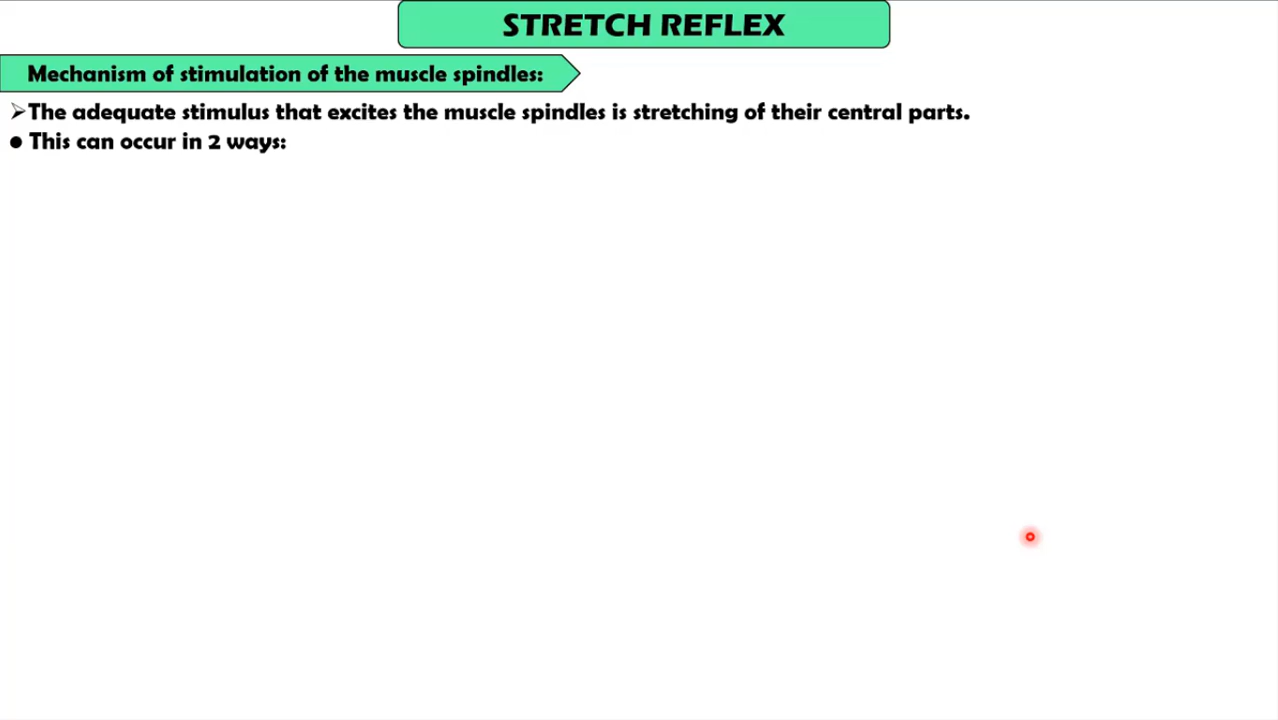 STRETCH REFLEX
Mechanism of stimulation of the muscle spindles:
➢The adequate stimulus that excites the muscle spindles is stretching of their central parts.
● This can occur in 2 ways: